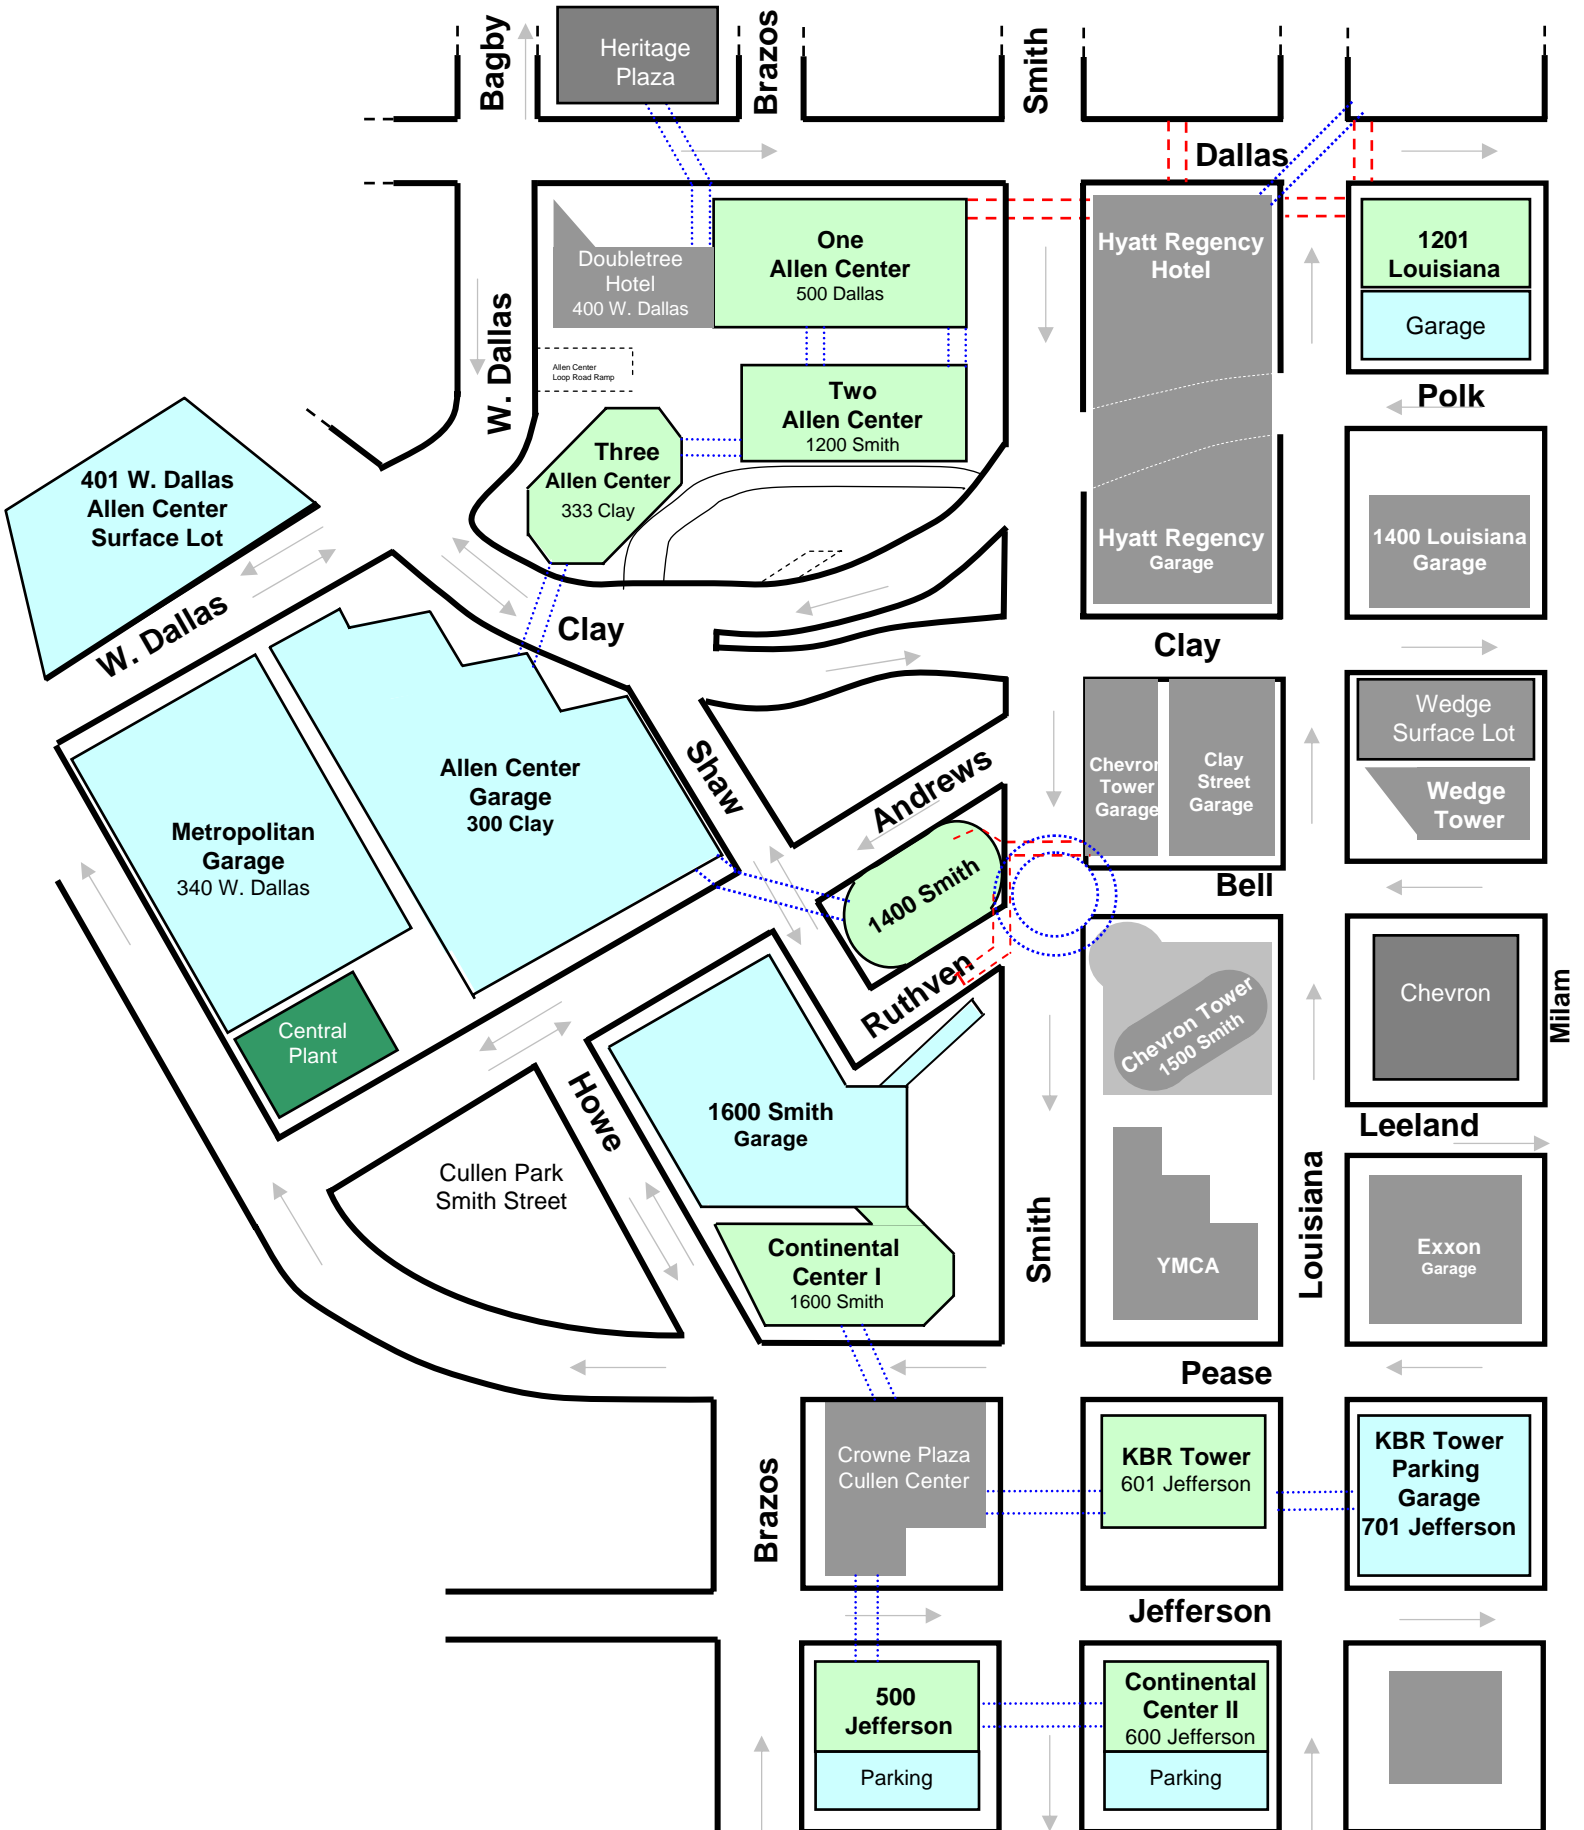 Bagby
Heritage
Plaza
Brazos
Smith
Dallas
One
Allen Center
500 Dallas
Doubletree
Hotel
400 W. Dallas
Hyatt Regency
Hotel
1201
Louisiana
Garage
W. Dallas
Allen Center
Loop Road Ramp
Two
Allen Center
1200 Smith
Polk
Three
Allen Center
333 Clay
401 W. Dallas
Allen Center
Surface Lot
Hyatt Regency
Garage
1400 Louisiana
Garage
W. Dallas
Clay
Clay
Wedge
Surface Lot
Shaw
Andrews
Chevron
Tower
Garage
Clay
Street
Garage
Wedge
Tower
Allen Center
Garage
300 Clay
Metropolitan
Garage
340 W. Dallas
1400 Smith
Bell
Ruthven
Chevron
Milam
Central
Plant
Chevron Tower
1500 Smith
Howe
1600 Smith
Garage
Leeland
Cullen Park
Smith Street
Smith
Louisiana
Continental
Center I
1600 Smith
YMCA
Exxon
Garage
Pease
Crowne Plaza
Cullen Center
KBR Tower
601 Jefferson
KBR Tower
Parking
Garage
701 Jefferson
Brazos
Jefferson
500
Jefferson
Parking
Continental
Center II
600 Jefferson
Parking